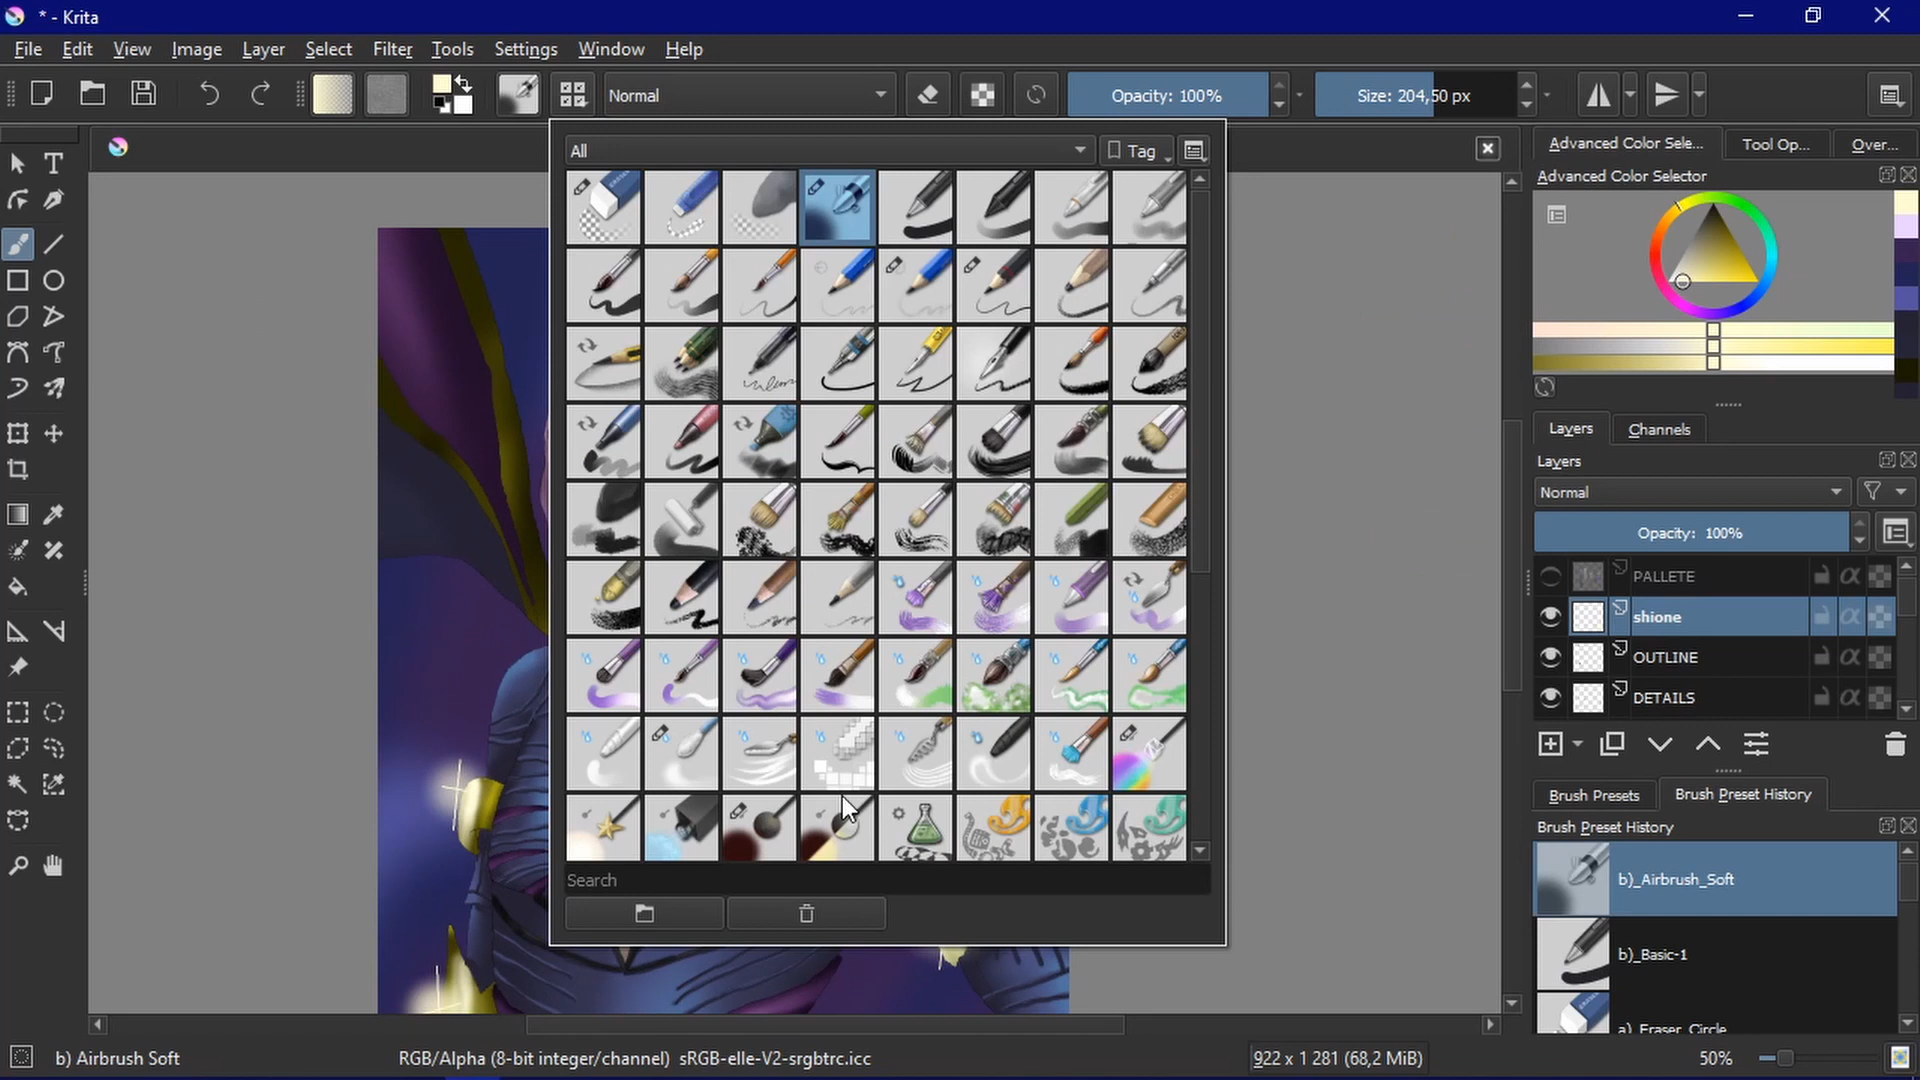 * - Krita
File Edit View Image Layer Select Filter Tools Settings Window Help
Normal Opacity: 100% Size: 204,50 px
All Tag
Advanced Color Sele... Tool Op... Over...
Advanced Color Selector
Layers Channels
Layers
Normal
Opacity: 100%
PALLETE
shione
OUTLINE
DETAILS
Brush Presets Brush Preset History
Brush Preset History
b)_Airbrush_Soft
b)_Basic-1
a)_Eraser_Circle
Search
b) Airbrush Soft RGB/Alpha (8-bit integer/channel) sRGB-elle-V2-srgbtrc.icc 922 x 1 281 (68,2 MiB) 50%